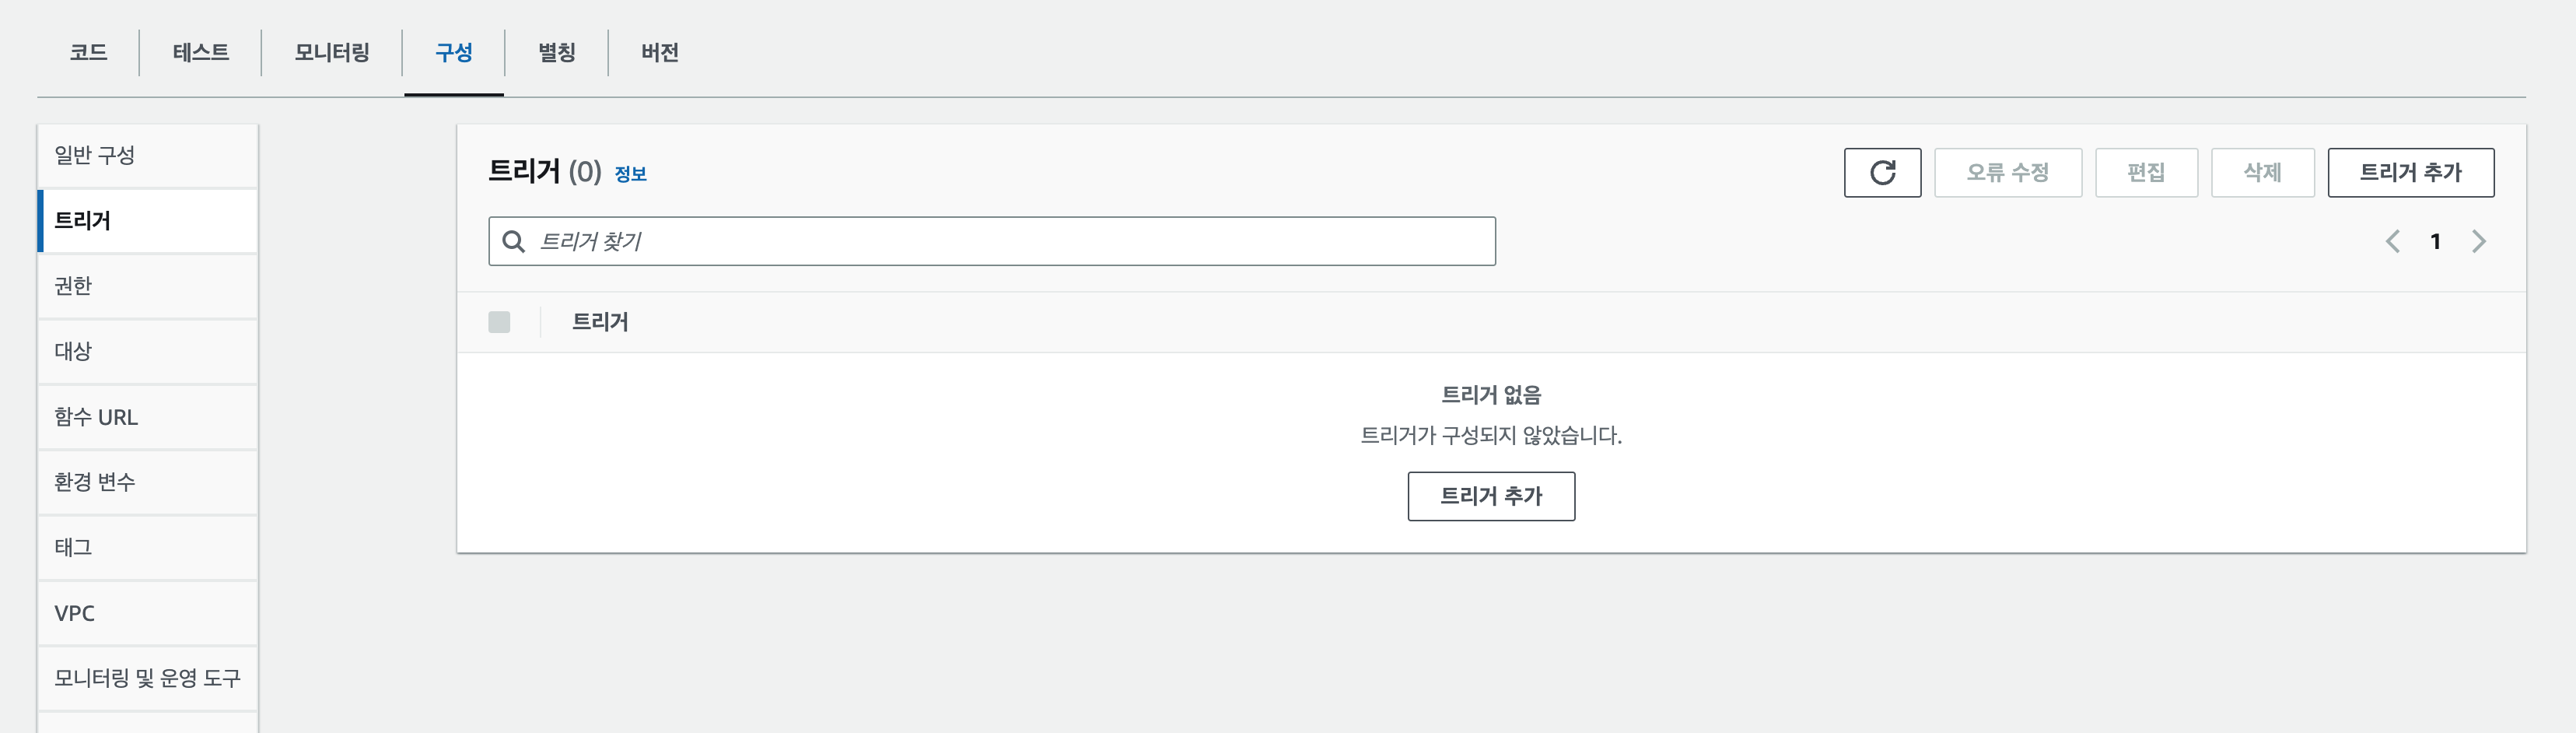 코드 테스트 모니터링 구성 별칭 버전
일반 구성
트리거
권한
대상
함수 URL
환경 변수
태그
VPC
모니터링 및 운영 도구
트리거 (0) 정보
오류 수정 편집 삭제 트리거 추가
트리거 찾기
1
트리거
트리거 없음
트리거가 구성되지 않았습니다.
트리거 추가